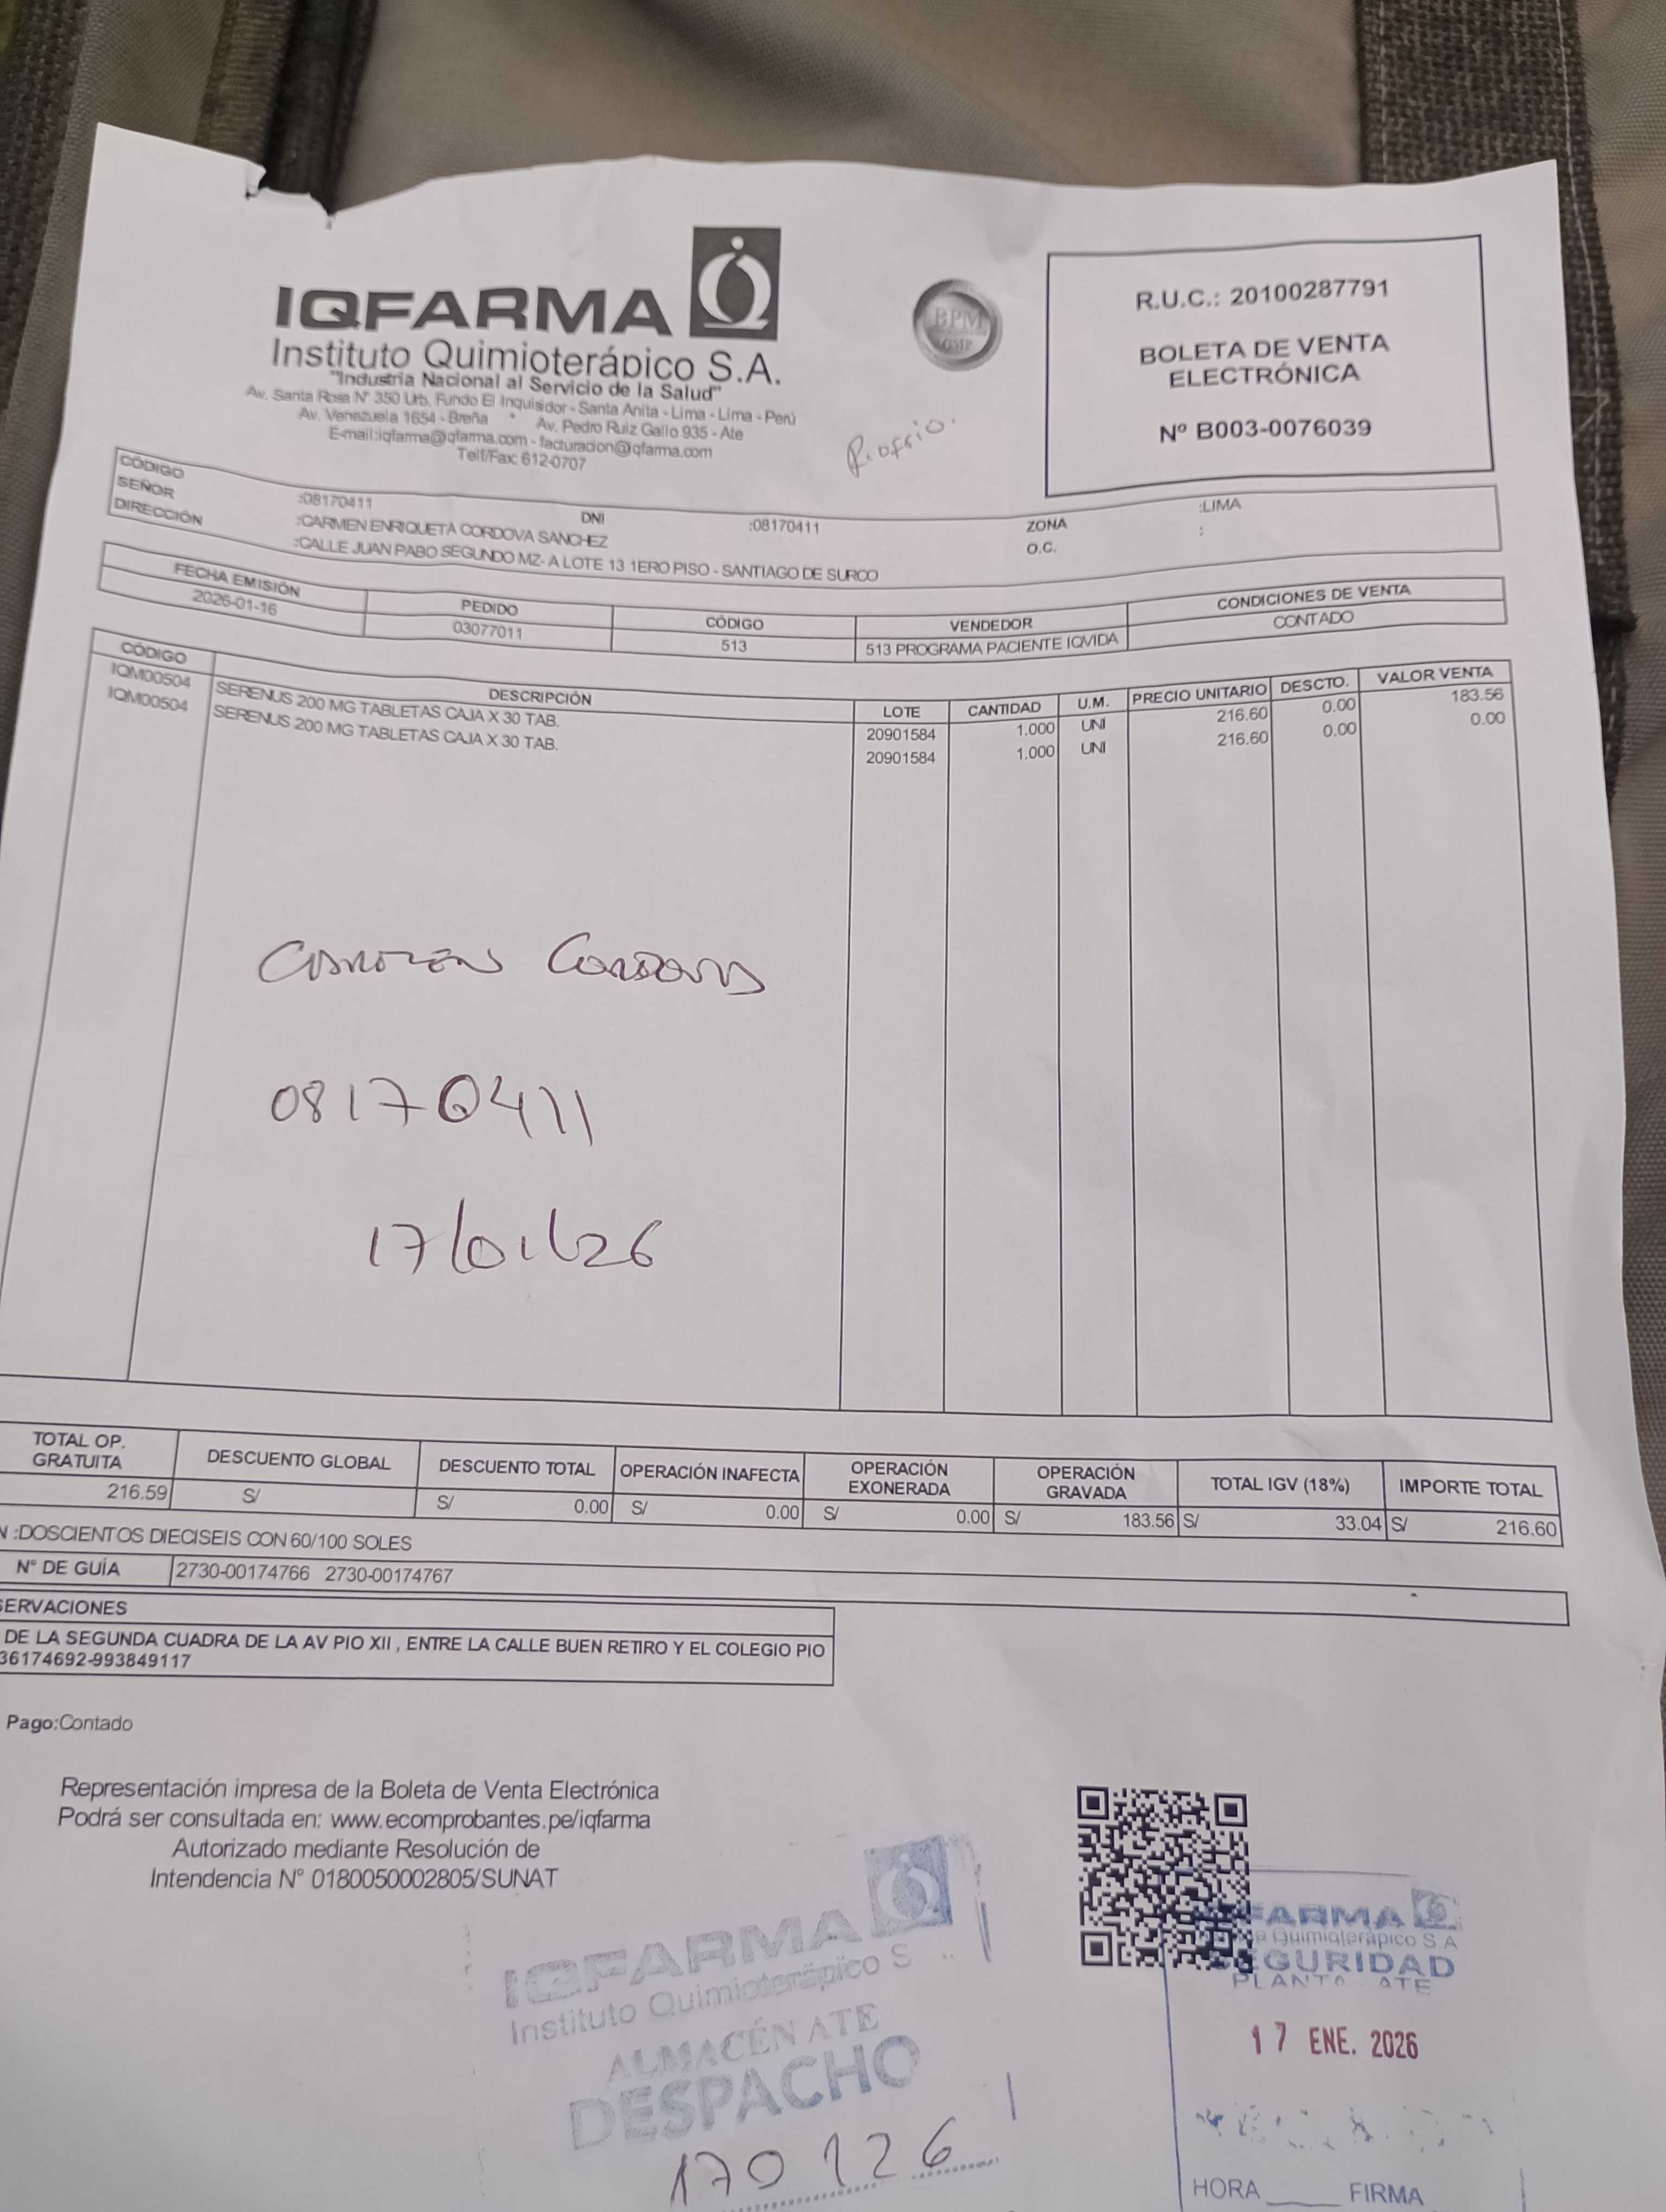 IQFARMA
Instituto Quimioterápico S.A.
"Industria Nacional al Servicio de la Salud"
Av. Santa Rosa N° 350 Urb. Fundo El Inquisidor - Santa Anita - Lima - Lima - Perú
Av. Venezuela 1654 - Breña * Av. Pedro Ruiz Gallo 935 - Ate
E-mail:iqfarma@qfarma.com - facturacion@iqfarma.com
Telf/Fax: 612-0707
BPM
R.U.C.: 20100287791
BOLETA DE VENTA
ELECTRÓNICA
Nº B003-0076039
CÓDIGO :08170411 DNI :08170411 ZONA :LIMA
SEÑOR :CARMEN ENRIQUETA CORDOVA SANCHEZ O.C. :
DIRECCIÓN :CALLE JUAN PABO SEGUNDO MZ- A LOTE 13 1ERO PISO - SANTIAGO DE SURCO
FECHA EMISIÓN PEDIDO CÓDIGO VENDEDOR CONDICIONES DE VENTA
2026-01-16 03077011 513 513 PROGRAMA PACIENTE IQVIDA CONTADO
CÓDIGO DESCRIPCIÓN LOTE CANTIDAD U.M. PRECIO UNITARIO DESCTO. VALOR VENTA
IQM00504 SERENUS 200 MG TABLETAS CAJA X 30 TAB. 20901584 1.000 UNI 216.60 0.00 183.56
IQM00504 SERENUS 200 MG TABLETAS CAJA X 30 TAB. 20901584 1.000 UNI 216.60 0.00 0.00
Carmen Cordova
08170411
17/01/26
TOTAL OP. GRATUITA DESCUENTO GLOBAL DESCUENTO TOTAL OPERACIÓN INAFECTA OPERACIÓN EXONERADA OPERACIÓN GRAVADA TOTAL IGV (18%) IMPORTE TOTAL
216.59 S/ S/ 0.00 S/ 0.00 S/ 0.00 S/ 183.56 S/ 33.04 S/ 216.60
N :DOSCIENTOS DIECISEIS CON 60/100 SOLES
N° DE GUÍA 2730-00174766 2730-00174767
SERVACIONES
DE LA SEGUNDA CUADRA DE LA AV PIO XII , ENTRE LA CALLE BUEN RETIRO Y EL COLEGIO PIO
36174692-993849117
Pago:Contado
Representación impresa de la Boleta de Venta Electrónica
Podrá ser consultada en: www.ecomprobantes.pe/iqfarma
Autorizado mediante Resolución de
Intendencia N° 0180050002805/SUNAT
IQFARMA
Instituto Quimioterápico S
ALMACÉN ATE
DESPACHO
170126
FARMA
Quimioterápico S A
SEGURIDAD
PLANTA ATE
17 ENE. 2026
HORA FIRMA